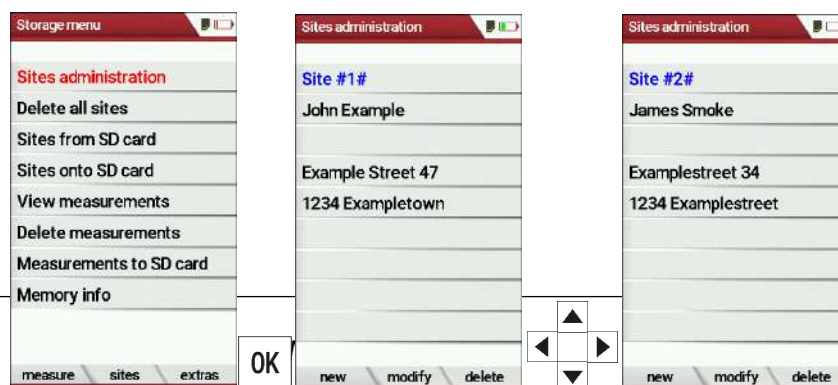 Storage menu
Sites administration
Delete all sites
Sites from SD card
Sites onto SD card
View measurements
Delete measurements
Measurements to SD card
Memory info
measure sites extras
OK
Sites administration
Site #1#
John Example
Example Street 47
1234 Exampletown
new modify delete
Sites administration
Site #2#
James Smoke
Examplestreet 34
1234 Examplestreet
new modify delete